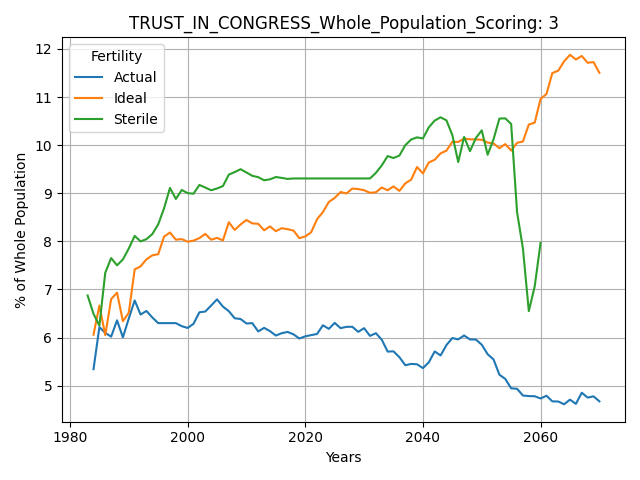 TRUST_IN_CONGRESS_Whole_Population_Scoring: 3
12
11
10
9
8
7
6
5
% of Whole Population
Fertility
Actual
Ideal
Sterile
1980
2000
2020
2040
2060
Years